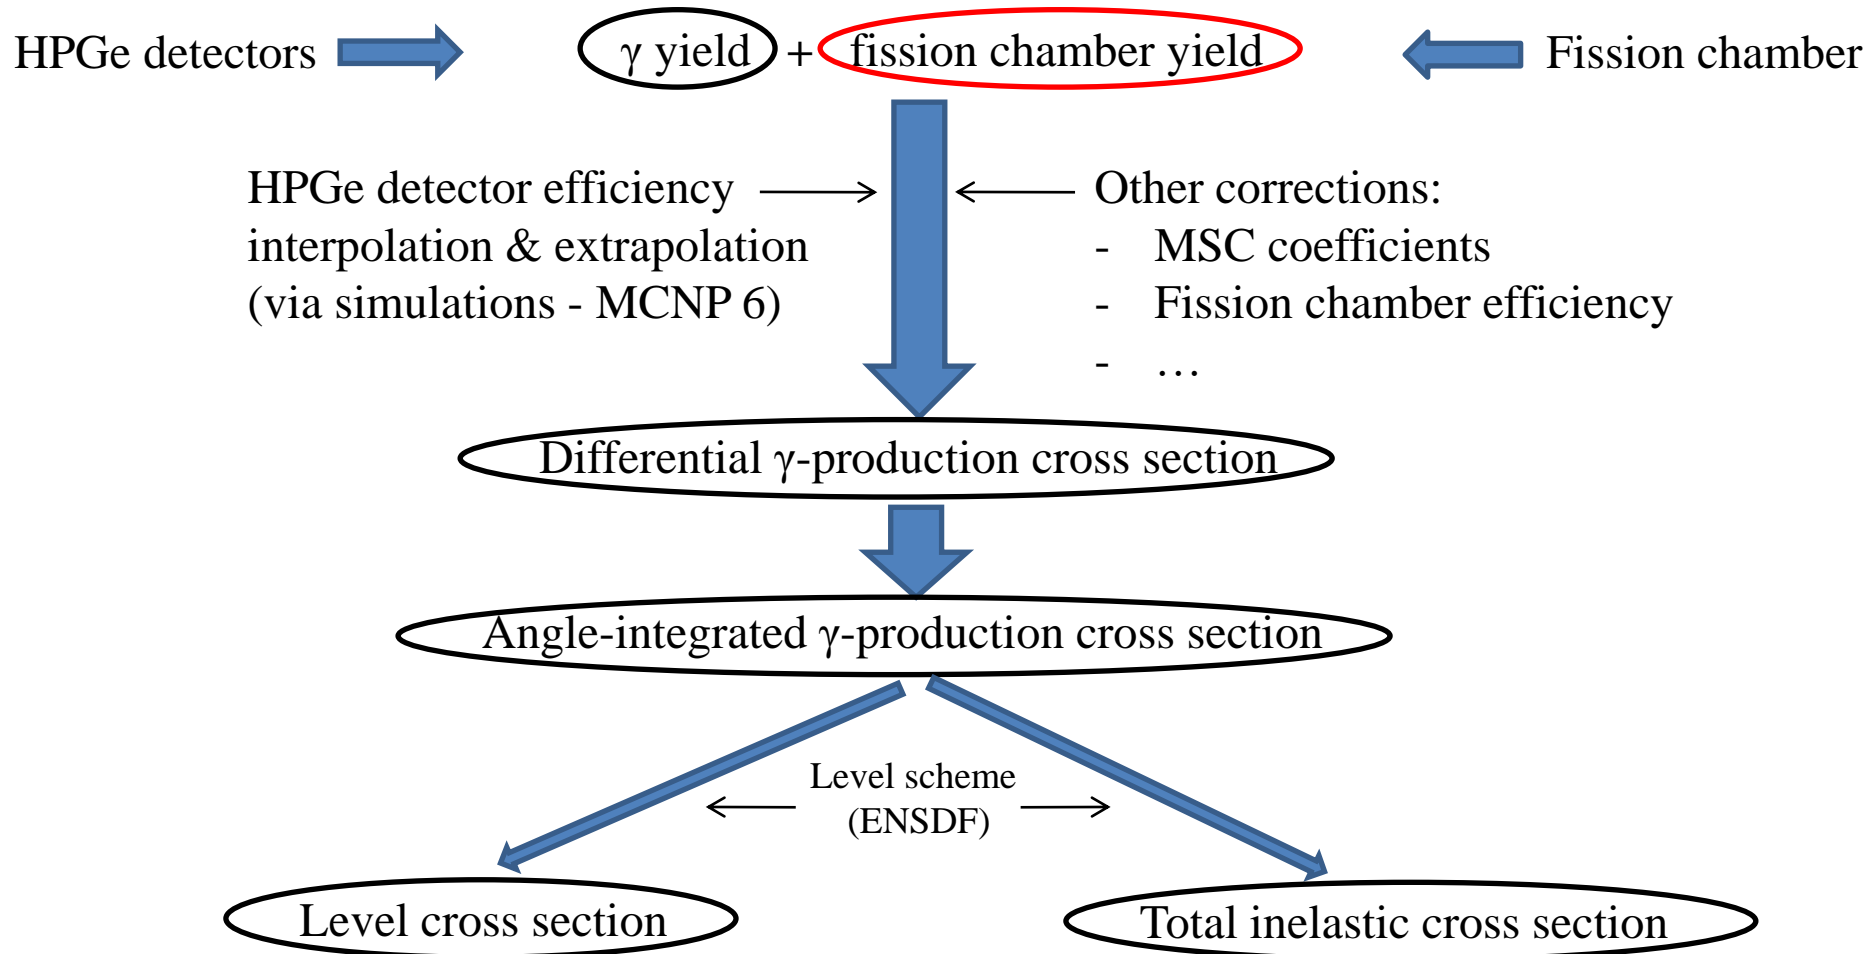 HPGe detectors
γ yield + fission chamber yield
Fission chamber
HPGe detector efficiency
interpolation & extrapolation
(via simulations - MCNP 6)
Other corrections:
- MSC coefficients
- Fission chamber efficiency
- …
Differential γ-production cross section
Angle-integrated γ-production cross section
Level scheme
(ENSDF)
Level cross section
Total inelastic cross section